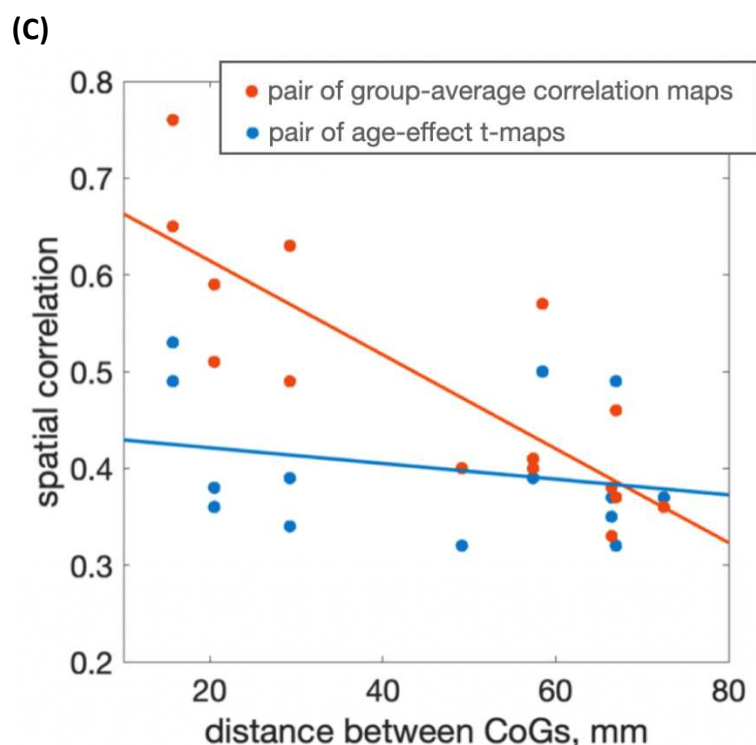 (C)
pair of group-average correlation maps
pair of age-effect t-maps
0.8
0.7
0.6
0.5
0.4
0.3
0.2
spatial correlation
20 40 60 80
distance between CoGs, mm